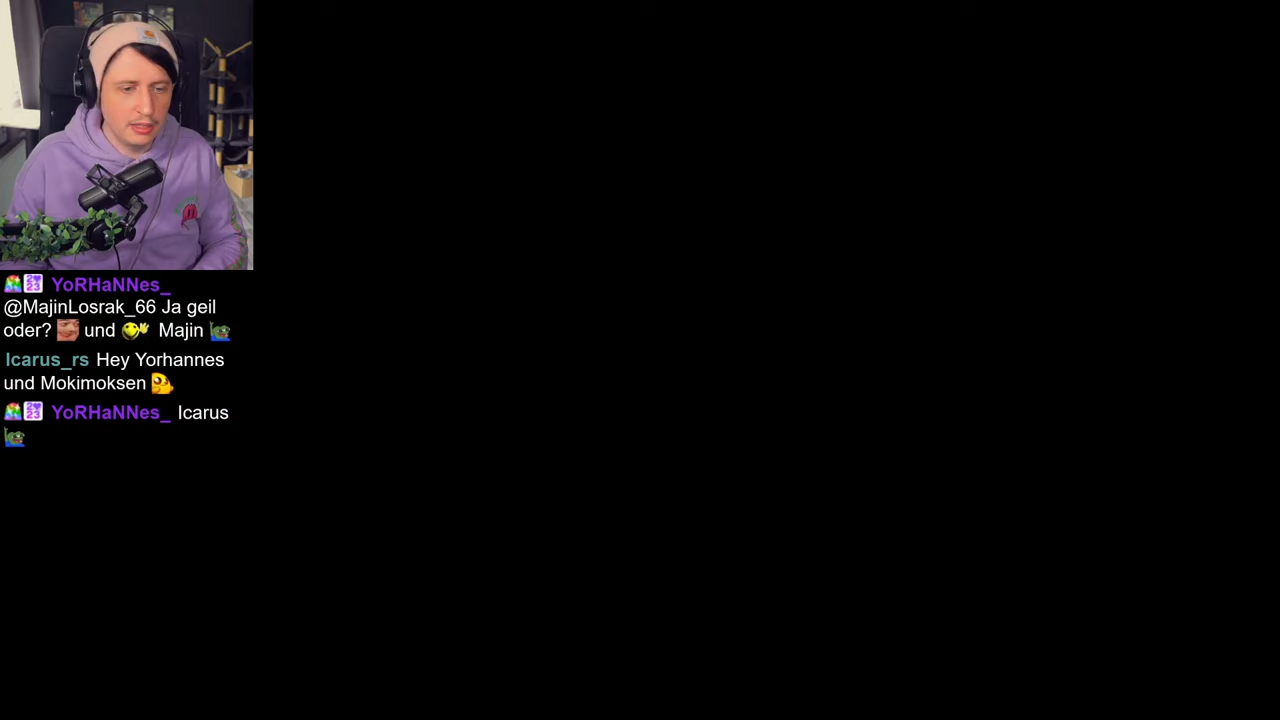 YoRHaNNes_
@MajinLosrak_66 Ja geil
oder? und Majin
Icarus_rs Hey Yorhannes
und Mokimoksen
YoRHaNNes_ Icarus